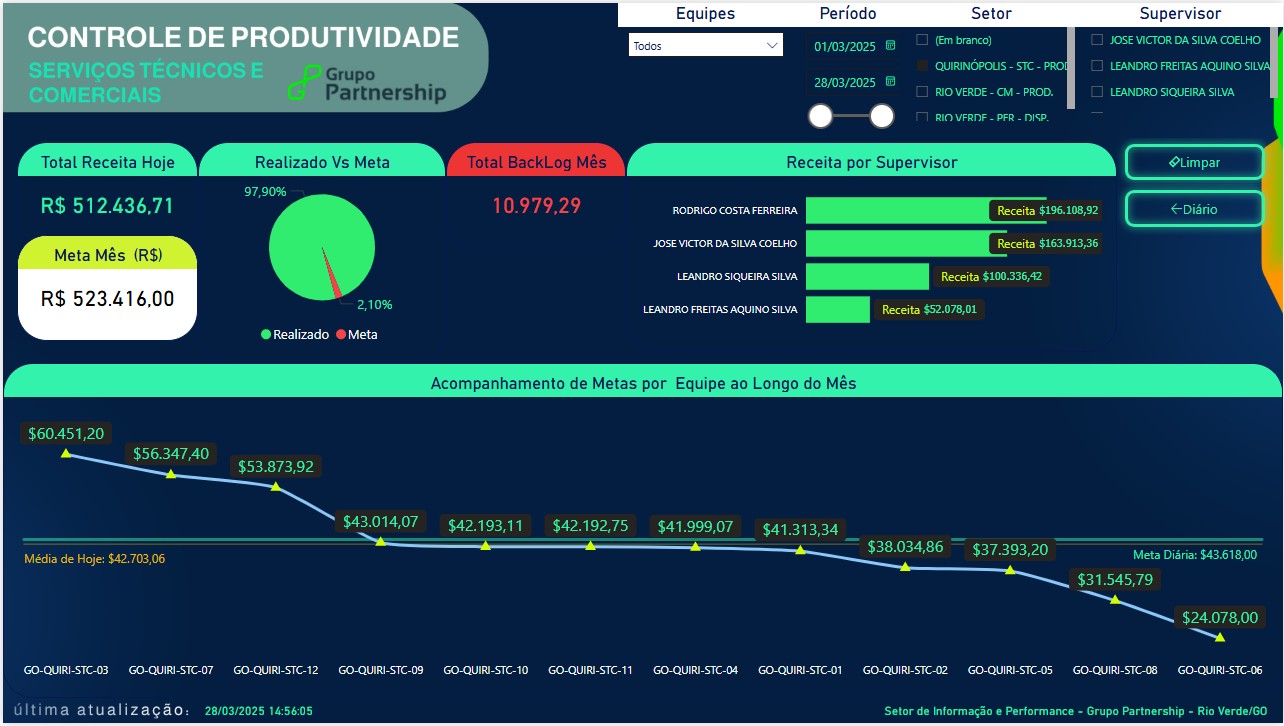 CONTROLE DE PRODUTIVIDADE
SERVIÇOS TÉCNICOS E
COMERCIAIS
Grupo
Partnership
Equipes
Todos
Período
01/03/2025
28/03/2025
Setor
(Em branco)
QUIRINÓPOLIS - STC - PROD
RIO VERDE - CM - PROD.
RIO VERDE - PER - DISP.
Supervisor
JOSE VICTOR DA SILVA COELHO
LEANDRO FREITAS AQUINO SILVA
LEANDRO SIQUEIRA SILVA
Total Receita Hoje
R$ 512.436,71
Meta Mês (R$)
R$ 523.416,00
Realizado Vs Meta
97,90%
2,10%
Realizado Meta
Total BackLog Mês
10.979,29
Receita por Supervisor
RODRIGO COSTA FERREIRA Receita $196.108,92
JOSE VICTOR DA SILVA COELHO Receita $163.913,36
LEANDRO SIQUEIRA SILVA Receita $100.336,42
LEANDRO FREITAS AQUINO SILVA Receita $52.078,01
Limpar
Diário
Acompanhamento de Metas por Equipe ao Longo do Mês
$60.451,20
$56.347,40
$53.873,92
$43.014,07
$42.193,11
$42.192,75
$41.999,07
$41.313,34
$38.034,86
$37.393,20
$31.545,79
$24.078,00
Média de Hoje: $42.703,06
Meta Diária: $43.618,00
GO-QUIRI-STC-03 GO-QUIRI-STC-07 GO-QUIRI-STC-12 GO-QUIRI-STC-09 GO-QUIRI-STC-10 GO-QUIRI-STC-11 GO-QUIRI-STC-04 GO-QUIRI-STC-01 GO-QUIRI-STC-02 GO-QUIRI-STC-05 GO-QUIRI-STC-08 GO-QUIRI-STC-06
última atualização: 28/03/2025 14:56:05
Setor de Informação e Performance - Grupo Partnership - Rio Verde/GO